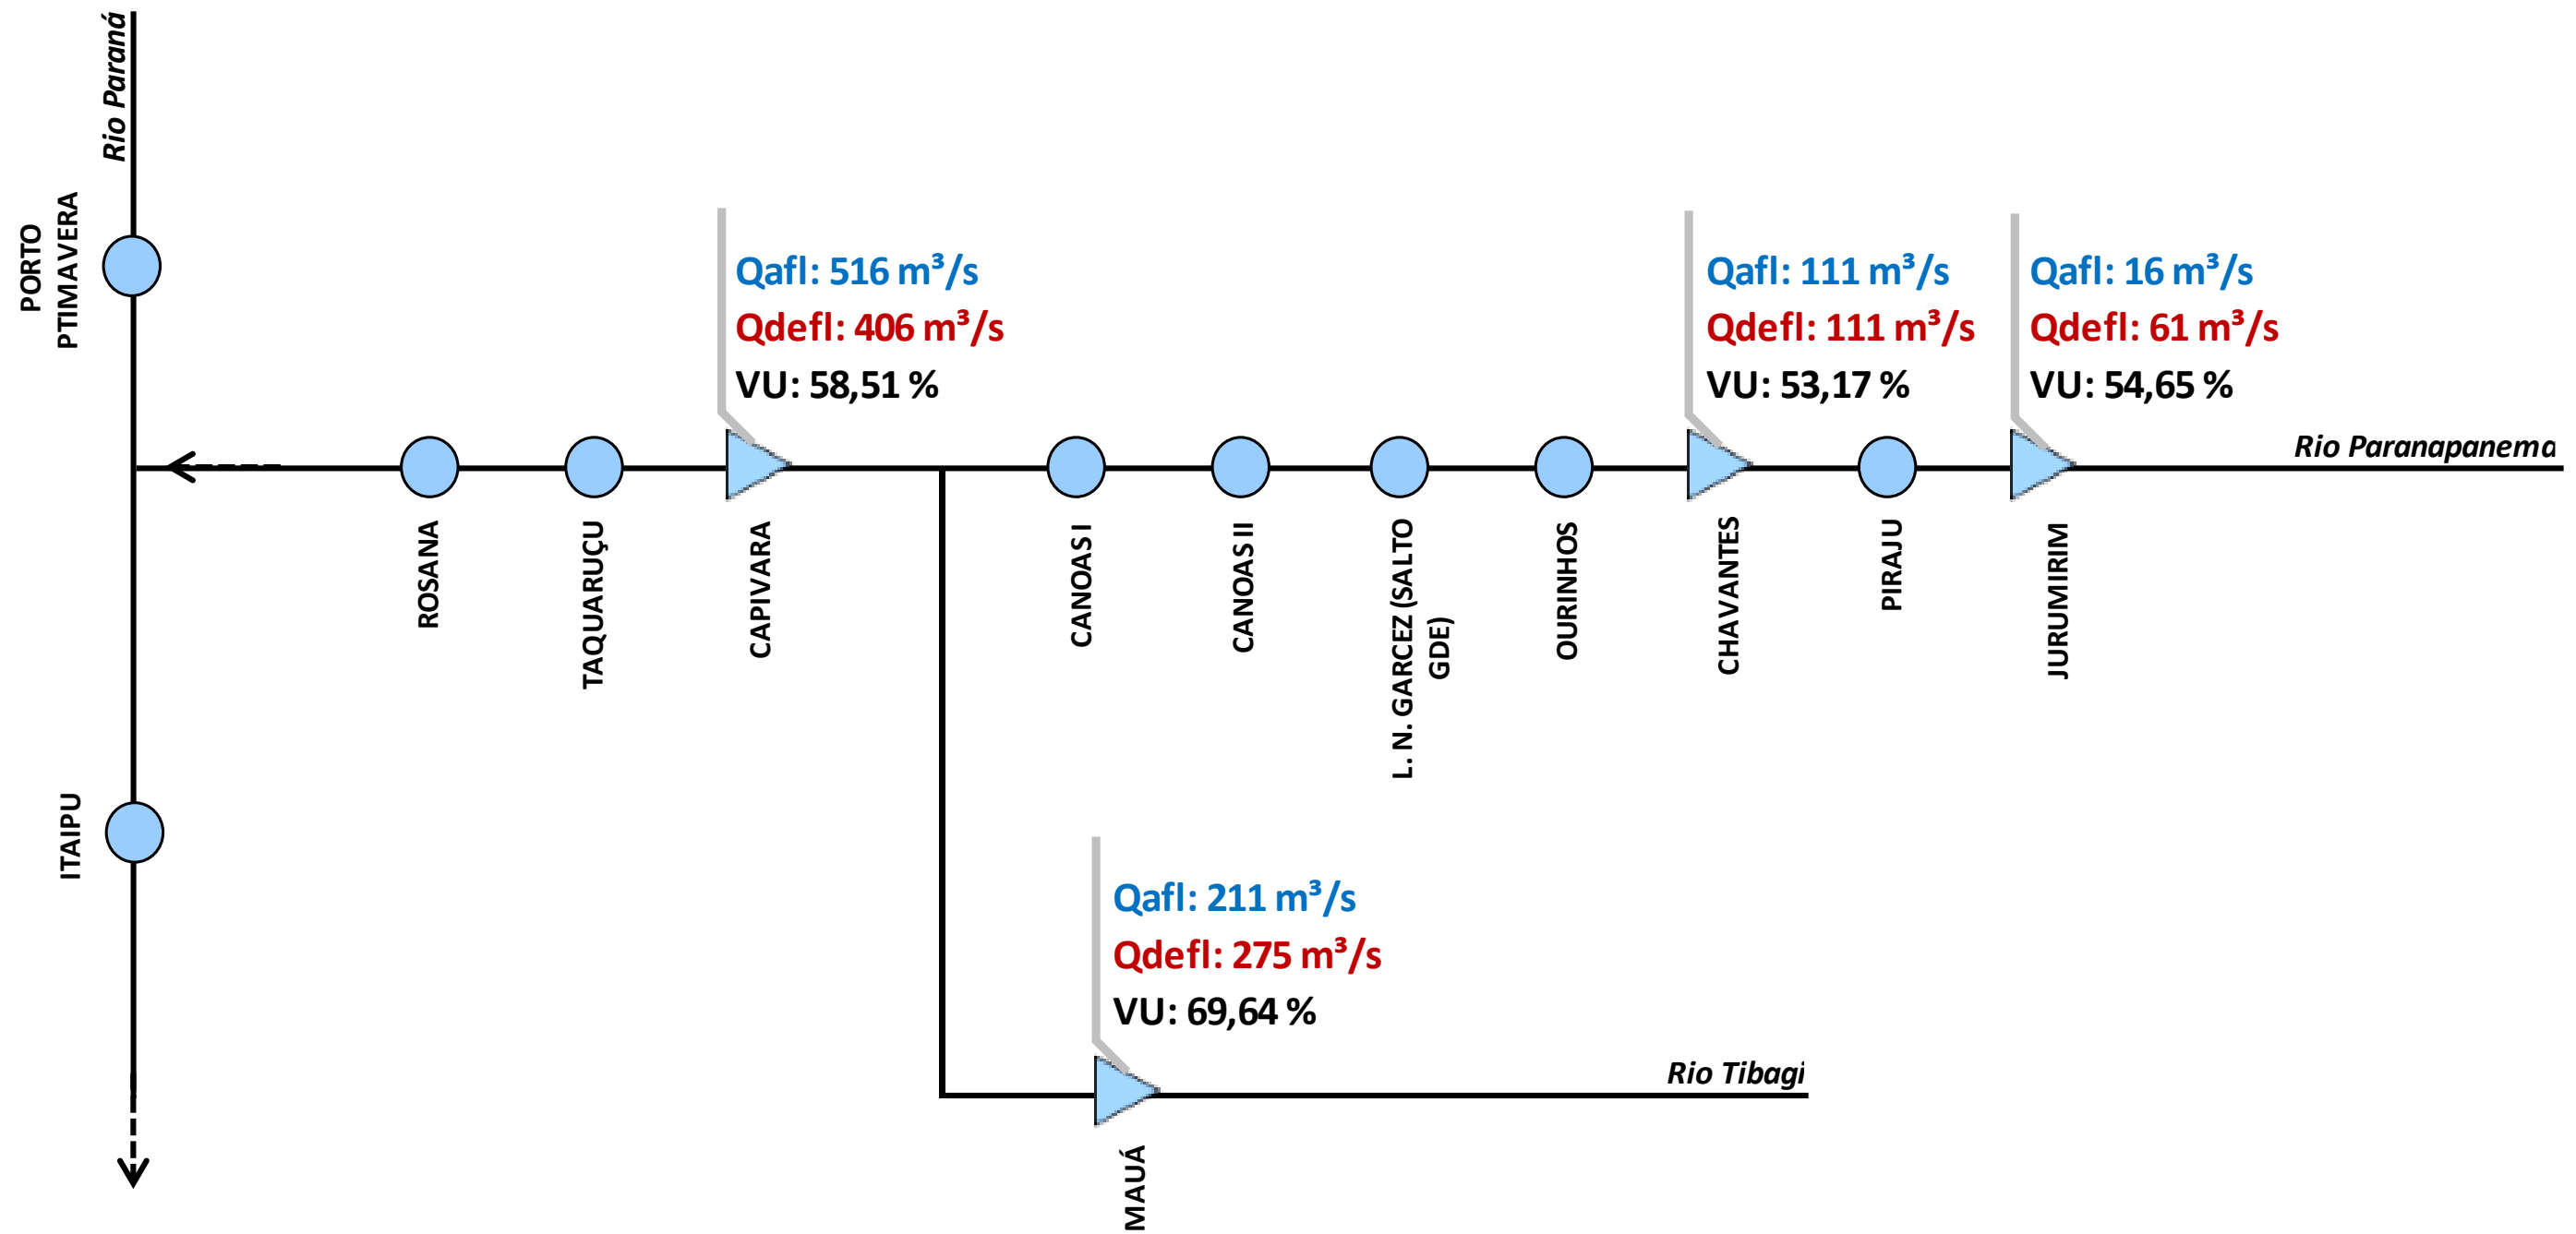 Rio Paraná
PORTO
PTIMAVERA
Qafl: 516 m³/s
Qdefl: 406 m³/s
VU: 58,51 %
Qafl: 111 m³/s
Qdefl: 111 m³/s
VU: 53,17 %
Qafl: 16 m³/s
Qdefl: 61 m³/s
VU: 54,65 %
Rio Paranapanema
ROSANA
TAQUARUÇU
CAPIVARA
CANOAS I
CANOAS II
L. N. GARCEZ (SALTO
GDE)
OURINHOS
CHAVANTES
PIRAJU
JURUMIRIM
ITAIPU
Qafl: 211 m³/s
Qdefl: 275 m³/s
VU: 69,64 %
Rio Tibagi
MAUÁ